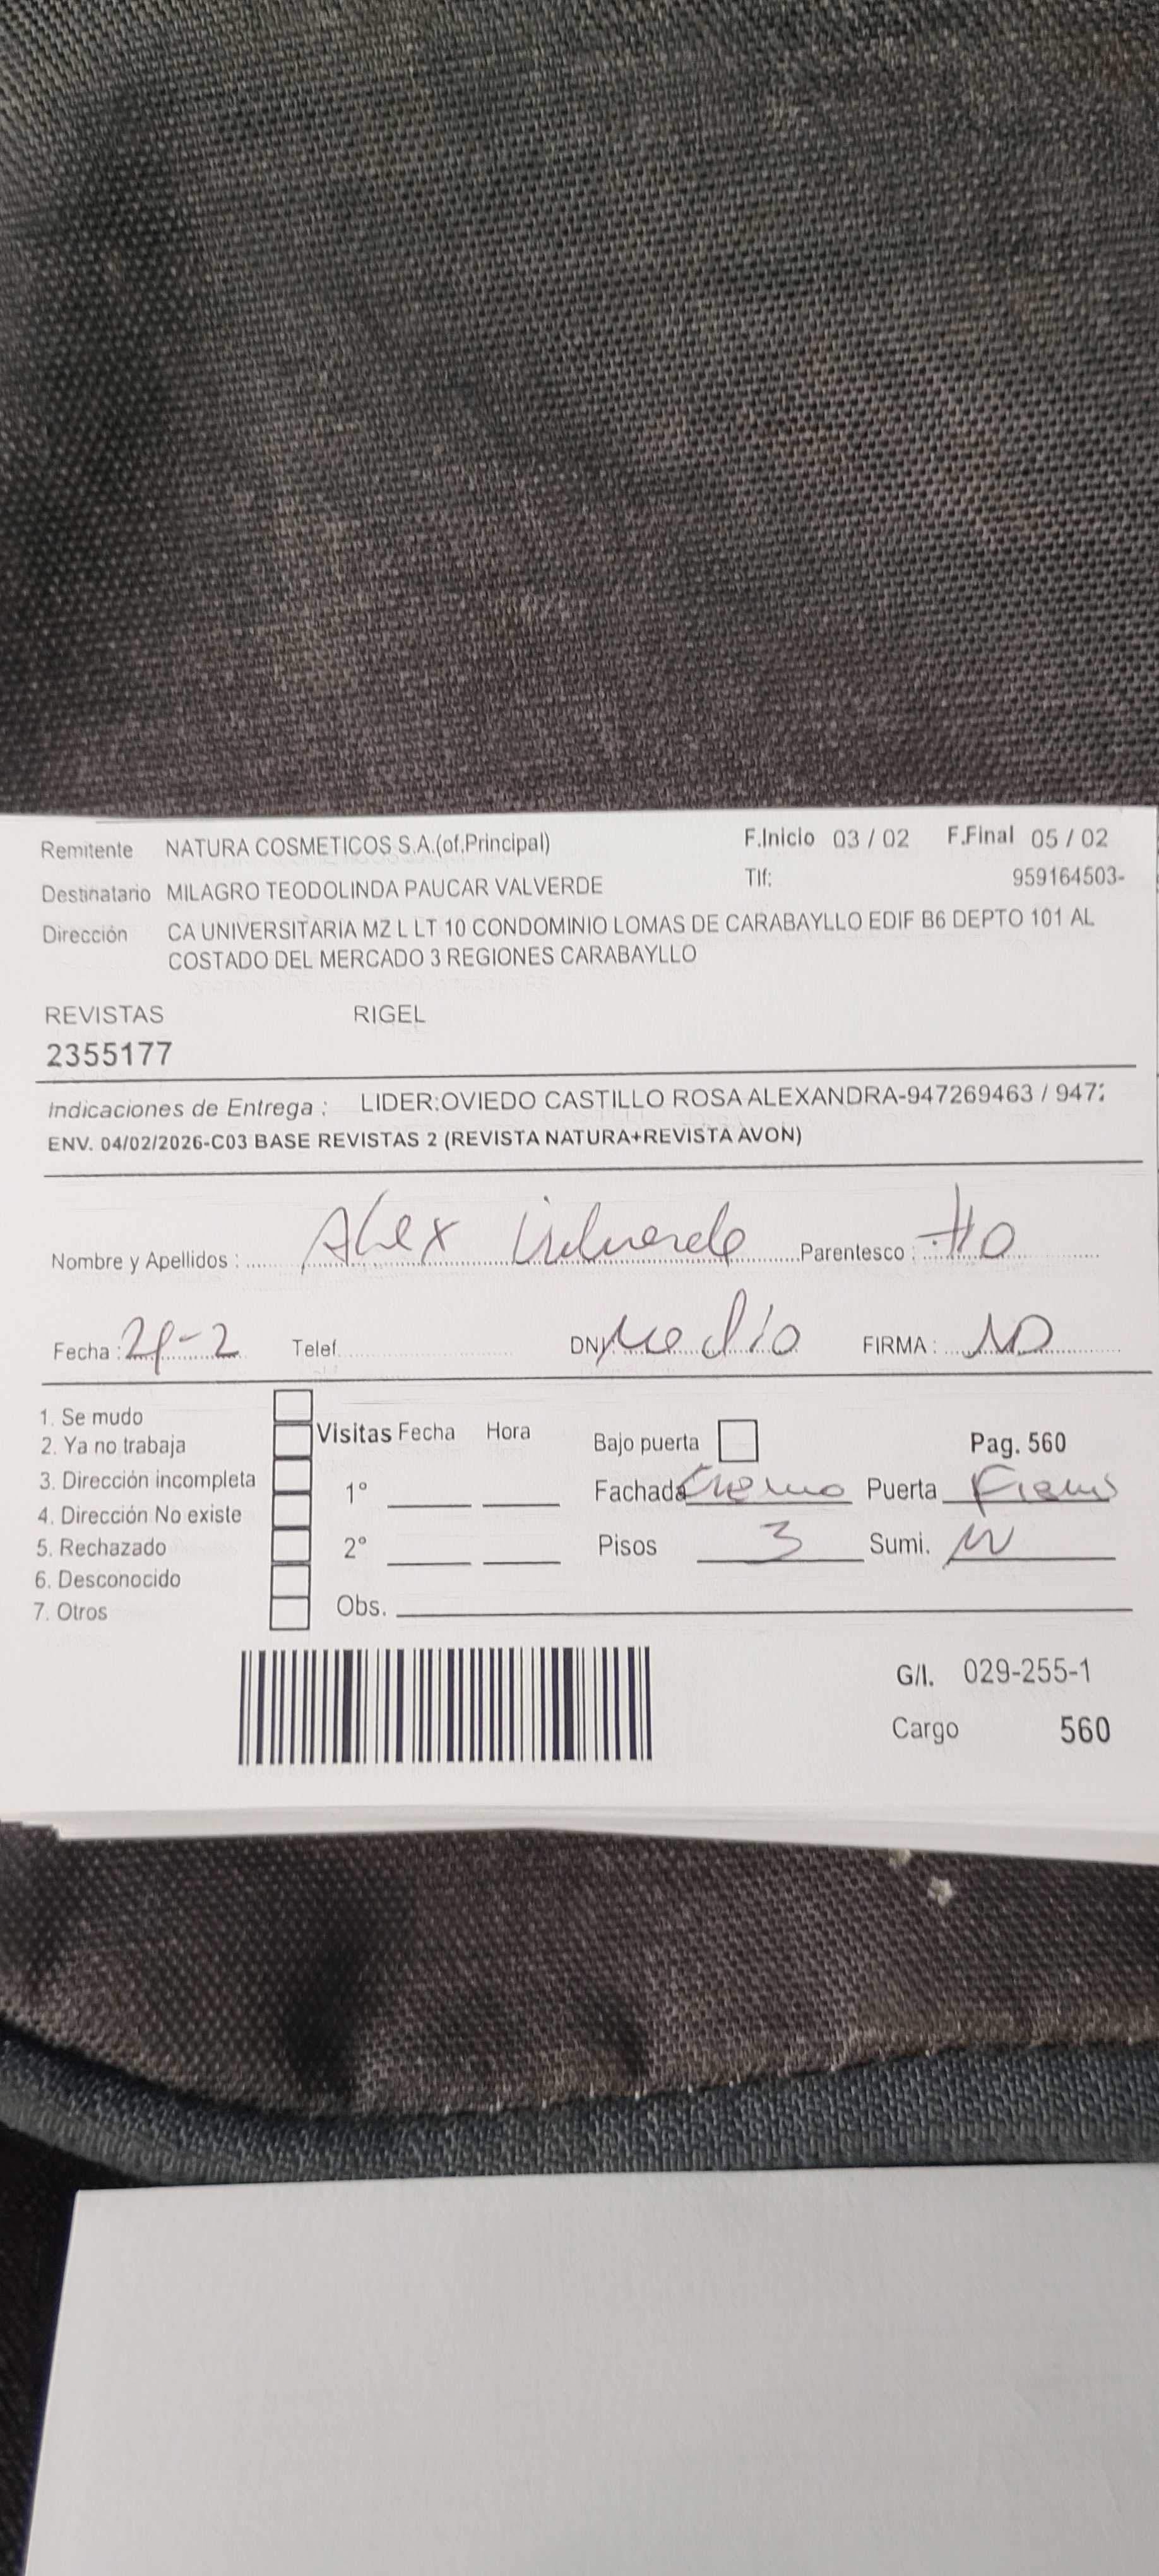 Remitente NATURA COSMETICOS S.A.(of.Principal) F.Inicio 03 / 02 F.Final 05 / 02
Destinatario MILAGRO TEODOLINDA PAUCAR VALVERDE Tlf: 959164503-
Dirección CA UNIVERSITARIA MZ L LT 10 CONDOMINIO LOMAS DE CARABAYLLO EDIF B6 DEPTO 101 AL
COSTADO DEL MERCADO 3 REGIONES CARABAYLLO
REVISTAS RIGEL
2355177
Indicaciones de Entrega : LIDER:OVIEDO CASTILLO ROSA ALEXANDRA-947269463 / 947
ENV. 04/02/2026-C03 BASE REVISTAS 2 (REVISTA NATURA+REVISTA AVON)
Nombre y Apellidos : Alex Valverde Parentesco :
Fecha : Telef. DNI FIRMA :
1. Se mudo
2. Ya no trabaja Visitas Fecha Hora Bajo puerta Pag. 560
3. Dirección incompleta 1° Fachada Puerta
4. Dirección No existe
5. Rechazado 2° Pisos 3 Sumi.
6. Desconocido
7. Otros Obs.
G/I. 029-255-1
Cargo 560